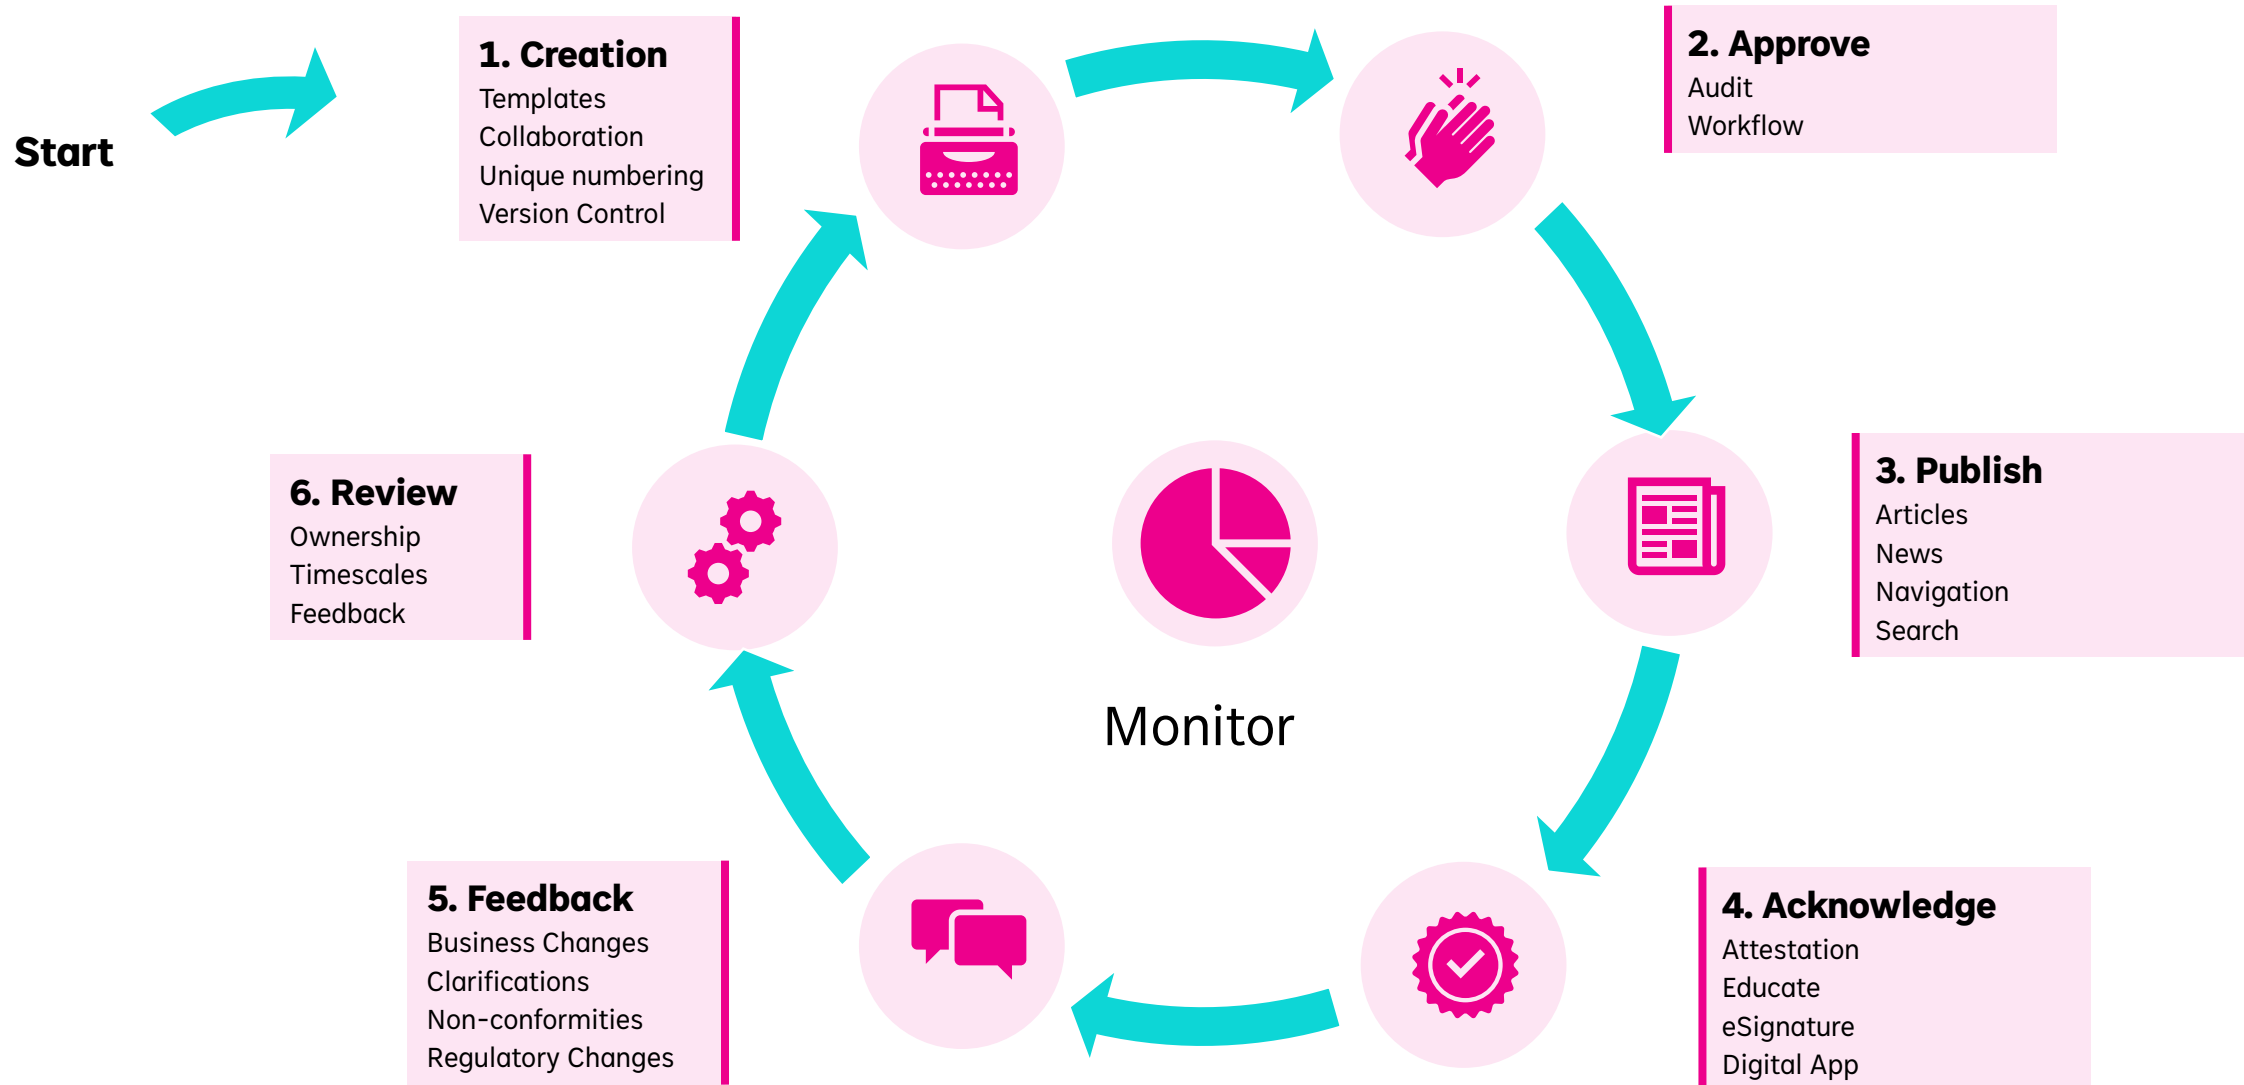 Start
1. Creation
Templates
Collaboration
Unique numbering
Version Control
2. Approve
Audit
Workflow
3. Publish
Articles
News
Navigation
Search
4. Acknowledge
Attestation
Educate
eSignature
Digital App
5. Feedback
Business Changes
Clarifications
Non-conformities
Regulatory Changes
6. Review
Ownership
Timescales
Feedback
Monitor